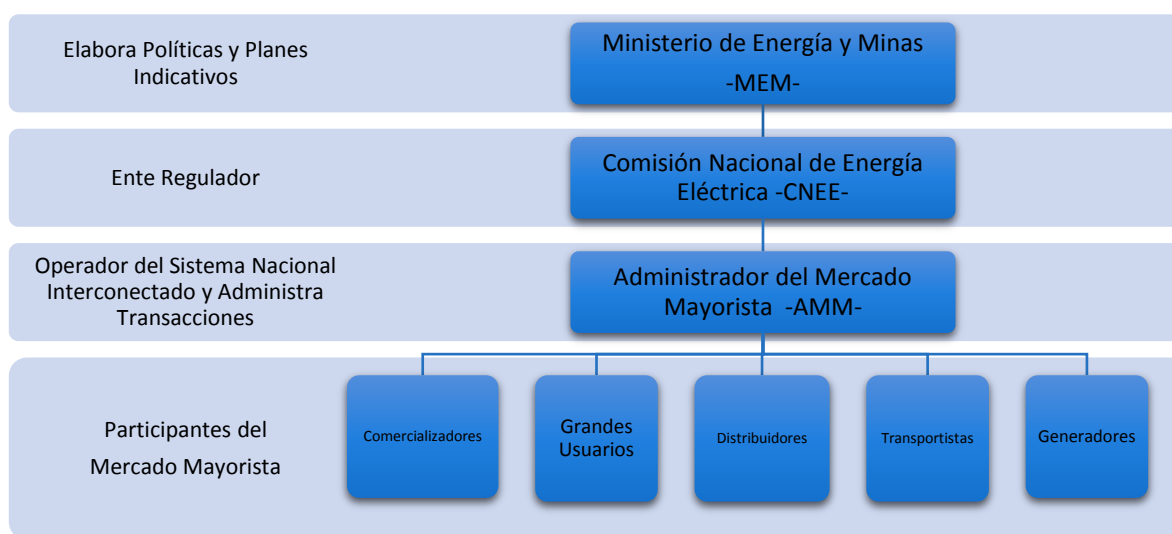 Elabora Políticas y Planes
Indicativos
Ministerio de Energía y Minas
-MEM-
Ente Regulador
Comisión Nacional de Energía
Eléctrica -CNEE-
Operador del Sistema Nacional
Interconectado y Administra
Transacciones
Administrador del Mercado
Mayorista -AMM-
Participantes del
Mercado Mayorista
Comercializadores
Grandes
Usuarios
Distribuidores
Transportistas
Generadores